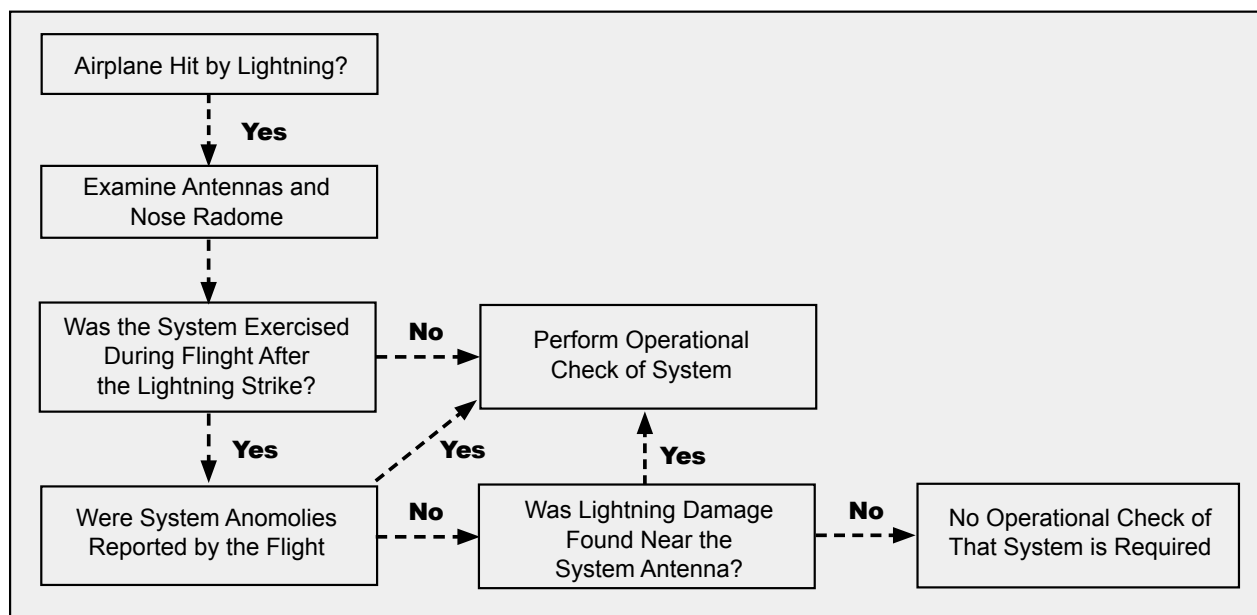 Airplane Hit by Lightning?
Yes
Examine Antennas and
Nose Radome
Was the System Exercised
During Flinght After
the Lightning Strike?
No
Perform Operational
Check of System
Yes
Yes
Yes
Were System Anomolies
Reported by the Flight
No
Was Lightning Damage
Found Near the
System Antenna?
No
No Operational Check of
That System is Required